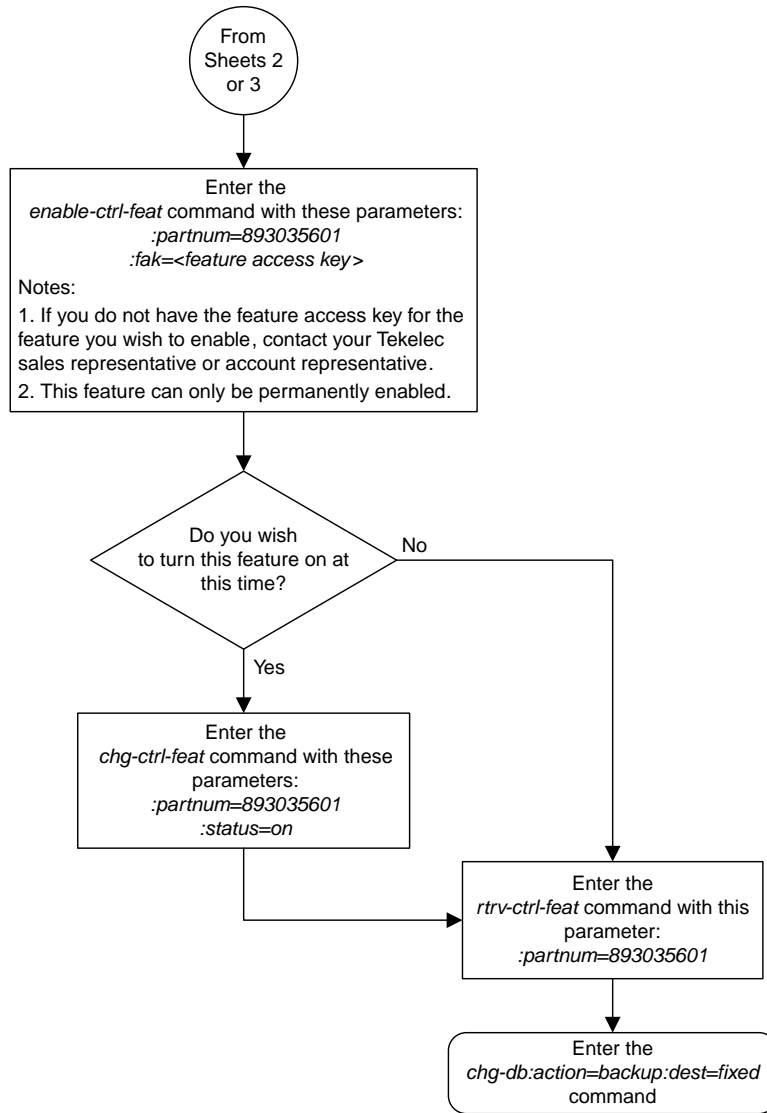 From
Sheets 2
or 3
Enter the
enable-ctrl-feat command with these parameters:
:partnum=893035601
:fak=<feature access key>
Notes:
1. If you do not have the feature access key for the
feature you wish to enable, contact your Tekelec
sales representative or account representative.
2. This feature can only be permanently enabled.
Do you wish
to turn this feature on at
this time?
No
Yes
Enter the
chg-ctrl-feat command with these
parameters:
:partnum=893035601
:status=on
Enter the
rtrv-ctrl-feat command with this
parameter:
:partnum=893035601
Enter the
chg-db:action=backup:dest=fixed
command